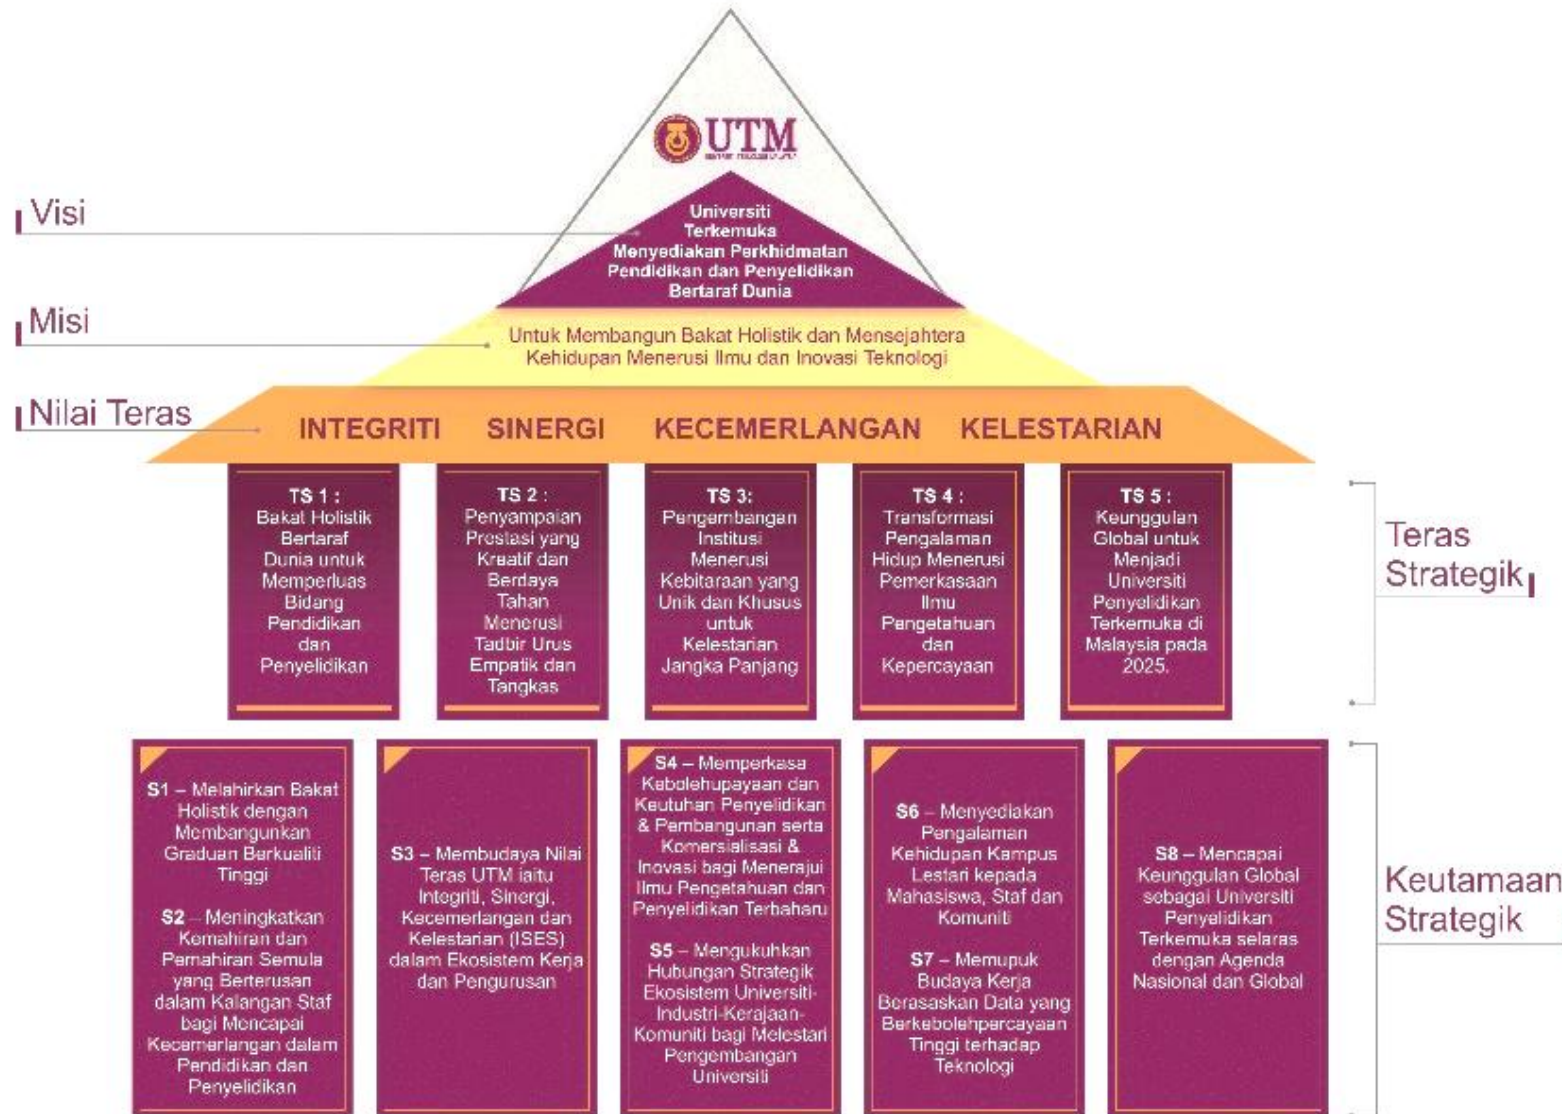 UTM
Visi
Universiti
Terkemuka
Menyediakan Perkhidmatan
Pendidikan dan Penyelidikan
Bertaraf Dunia
Misi
Untuk Membangun Bakat Holistik dan Mensejahtera
Kehidupan Menerusi Ilmu dan Inovasi Teknologi
Nilai Teras
INTEGRITI SINERGI KECEMERLANGAN KELESTARIAN
TS 1 :
Bakat Holistik
Bertaraf
Dunia untuk
Memperluas
Bidang
Pendidikan
dan
Penyelidikan
TS 2 :
Penyampaian
Prestasi yang
Kreatif dan
Berdaya
Tahan
Menerusi
Tadbir Urus
Empatik dan
Tangkas
TS 3:
Pengembangan
Institusi
Menerusi
Kebitaraan yang
Unik dan Khusus
untuk
Kelestarian
Jangka Panjang
TS 4 :
Transformasi
Pengalaman
Hidup Menerusi
Pemerkasaan
Ilmu
Pengetahuan
dan
Kepercayaan
TS 5 :
Keunggulan
Global untuk
Menjadi
Universiti
Penyelidikan
Terkemuka di
Malaysia pada
2025.
Teras
Strategik
S1 – Melahirkan Bakat
Holistik dengan
Membangunkan
Graduan Berkualiti
Tinggi
S2 – Meningkatkan
Kemahiran dan
Pemahiran Semula
yang Berterusan
dalam Kalangan Staf
bagi Mencapai
Kecemerlangan dalam
Pendidikan dan
Penyelidikan
S3 – Membudaya Nilai
Teras UTM iaitu
Integriti, Sinergi,
Kecemerlangan dan
Kelestarian (ISES)
dalam Ekosistem Kerja
dan Pengurusan
S4 – Memperkasa
Kebolehupayaan dan
Keutuhan Penyelidikan
& Pembangunan serta
Komersialisasi &
Inovasi bagi Menerajui
Ilmu Pengetahuan dan
Penyelidikan Terbaharu
S5 – Mengukuhkan
Hubungan Strategik
Ekosistem Universiti-
Industri-Kerajaan-
Komuniti bagi Melestari
Pengembangan
Universiti
S6 – Menyediakan
Pengalaman
Kehidupan Kampus
Lestari kepada
Mahasiswa, Staf dan
Komuniti
S7 – Memupuk
Budaya Kerja
Berasaskan Data yang
Berkebolehpercayaan
Tinggi terhadap
Teknologi
S8 – Mencapai
Keunggulan Global
sebagai Universiti
Penyelidikan
Terkemuka selaras
dengan Agenda
Nasional dan Global
Keutamaan
Strategik